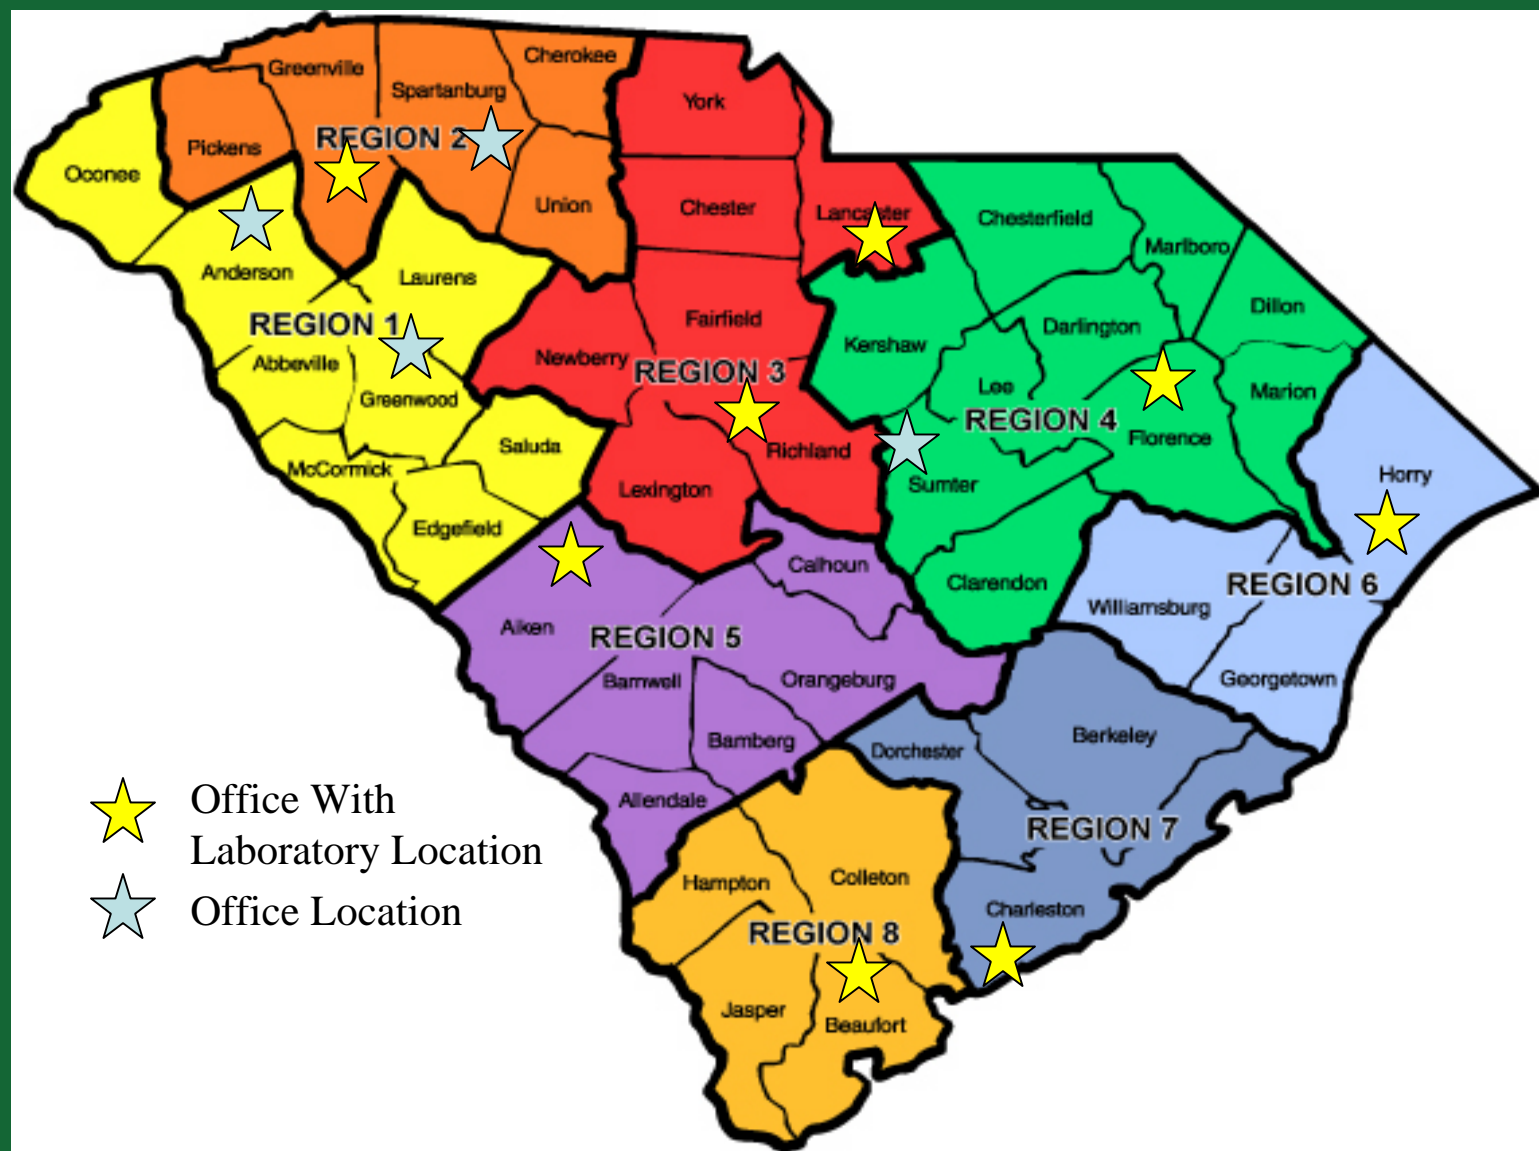 Cherokee
Greenville
Spartanburg
York
REGION 2
Pickens
Oconee
Union
Chester
Lancaster
Chesterfield
Marlboro
Anderson
Laurens
Dillon
REGION 1
Fairfield
Darlington
Kershaw
Newberry
Abbeville
REGION 3
Lee
Marion
Greenwood
REGION 4
Florence
Saluda
Richland
McCormick
Horry
Lexington
Sumter
Edgefield
Calhoun
Clarendon
REGION 6
Williamsburg
Aiken
REGION 5
Barnwell
Orangeburg
Georgetown
Bamberg
Dorchester
Berkeley
Allendale
Office With
Laboratory Location
REGION 7
Hampton
Colleton
Office Location
Charleston
REGION 8
Jasper
Beaufort